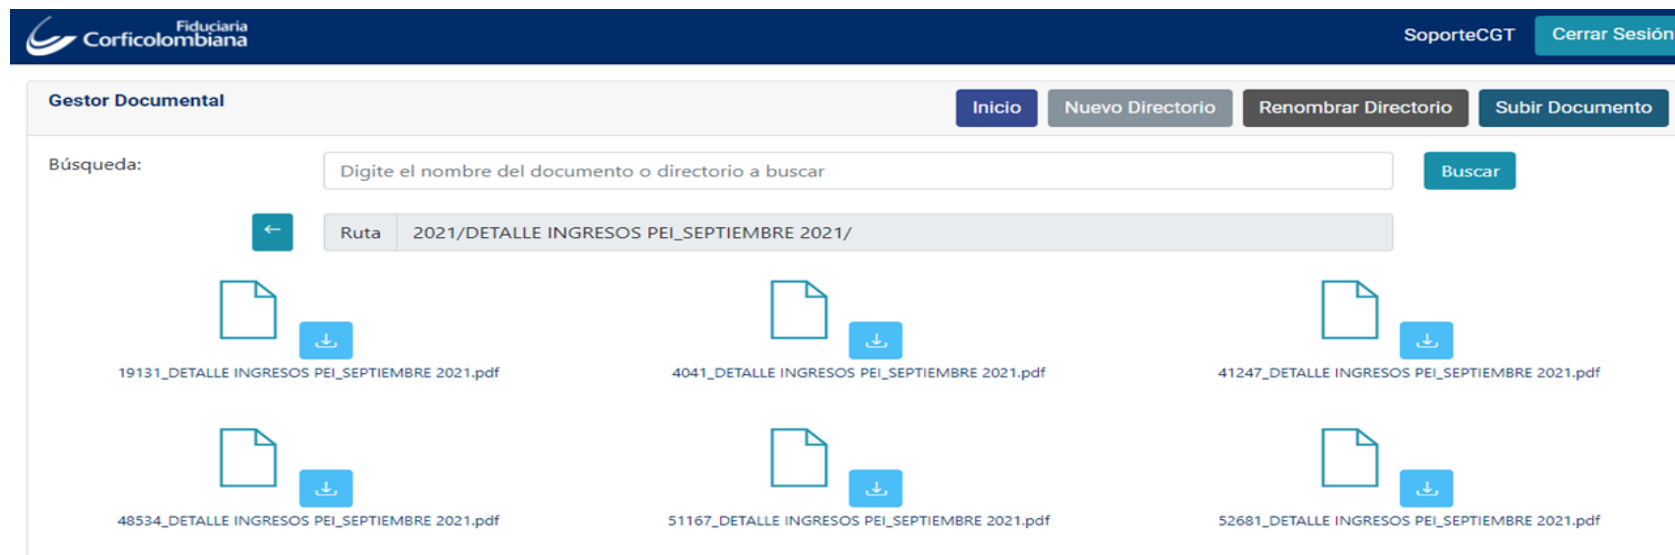 Fiduciaria
Corficolombiana
SoporteCGT
Cerrar Sesión
Gestor Documental
Inicio
Nuevo Directorio
Renombrar Directorio
Subir Documento
Búsqueda:
Digite el nombre del documento o directorio a buscar
Buscar
←
Ruta
2021/DETALLE INGRESOS PEI_SEPTIEMBRE 2021/
19131_DETALLE INGRESOS PEI_SEPTIEMBRE 2021.pdf
4041_DETALLE INGRESOS PEI_SEPTIEMBRE 2021.pdf
41247_DETALLE INGRESOS PEI_SEPTIEMBRE 2021.pdf
48534_DETALLE INGRESOS PEI_SEPTIEMBRE 2021.pdf
51167_DETALLE INGRESOS PEI_SEPTIEMBRE 2021.pdf
52681_DETALLE INGRESOS PEI_SEPTIEMBRE 2021.pdf